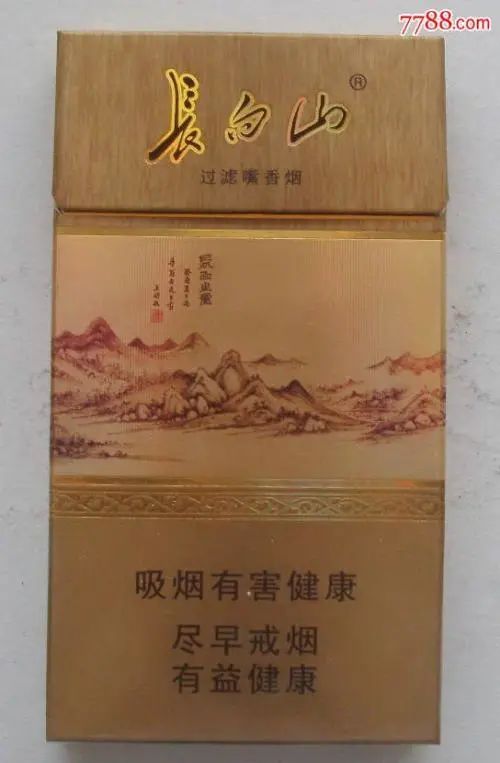 7788.com
長白山®
过滤嘴香烟
吸烟有害健康
尽早戒烟
有益健康